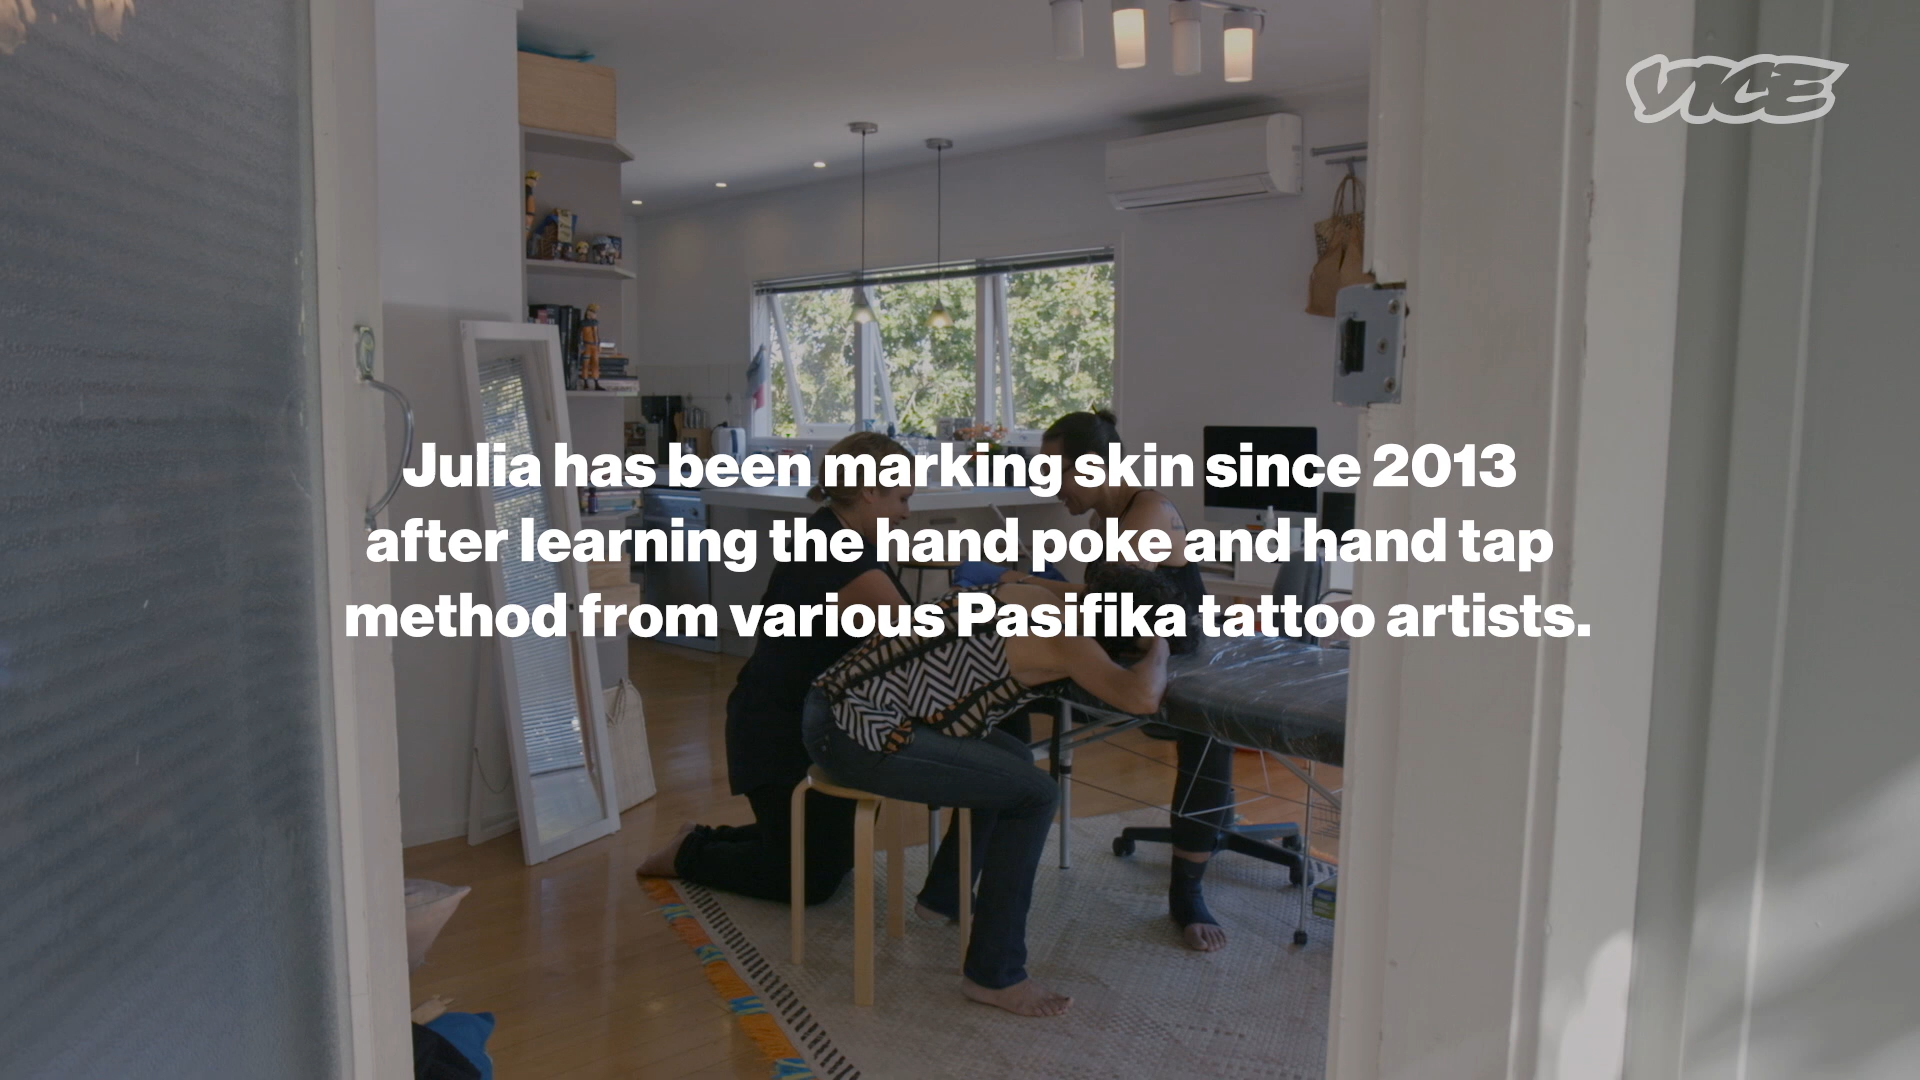 VICE
Julia has been marking skin since 2013
after learning the hand poke and hand tap
method from various Pasifika tattoo artists.